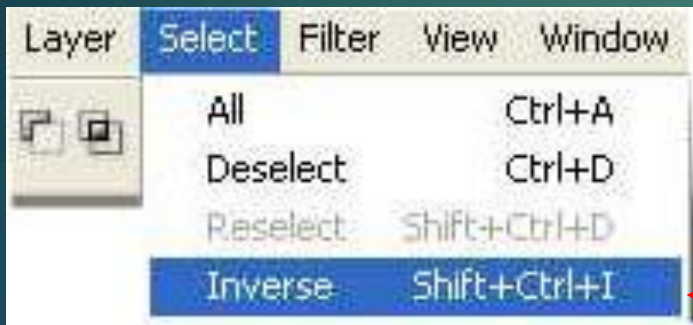 Layer Select Filter View Window
All Ctrl+A
Deselect Ctrl+D
Reselect Shift+Ctrl+D
Inverse Shift+Ctrl+I